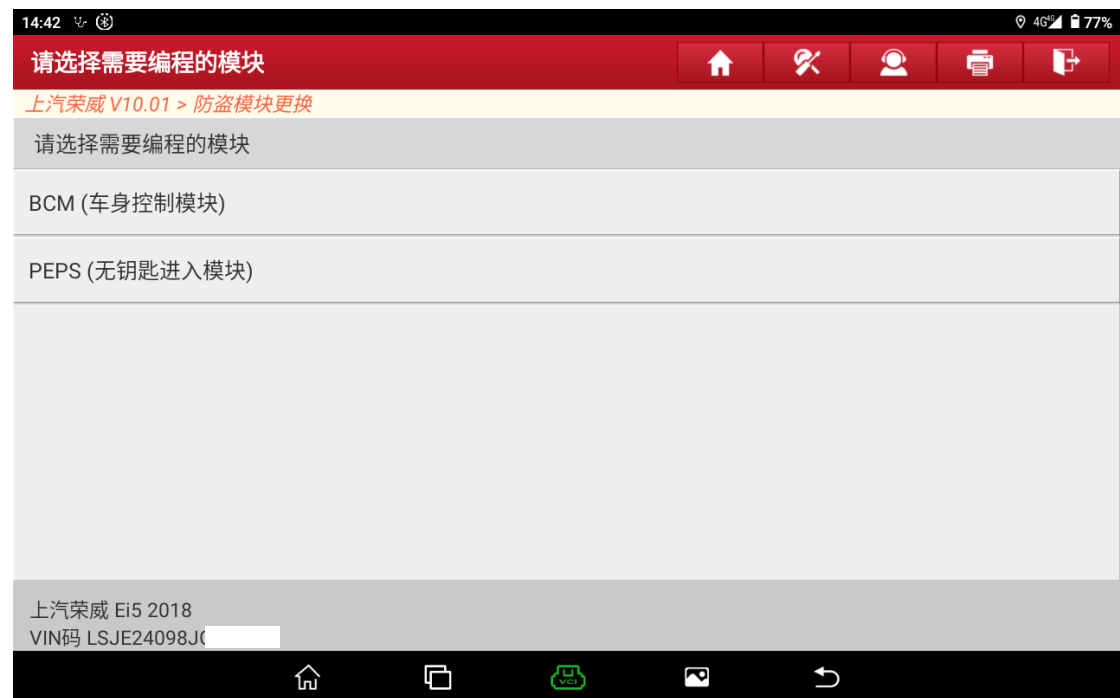 14:42 4G 4G 77%
请选择需要编程的模块
上汽荣威 V10.01 > 防盗模块更换
请选择需要编程的模块
BCM (车身控制模块)
PEPS (无钥匙进入模块)
上汽荣威 Ei5 2018
VIN码 LSJE24098J
VCI